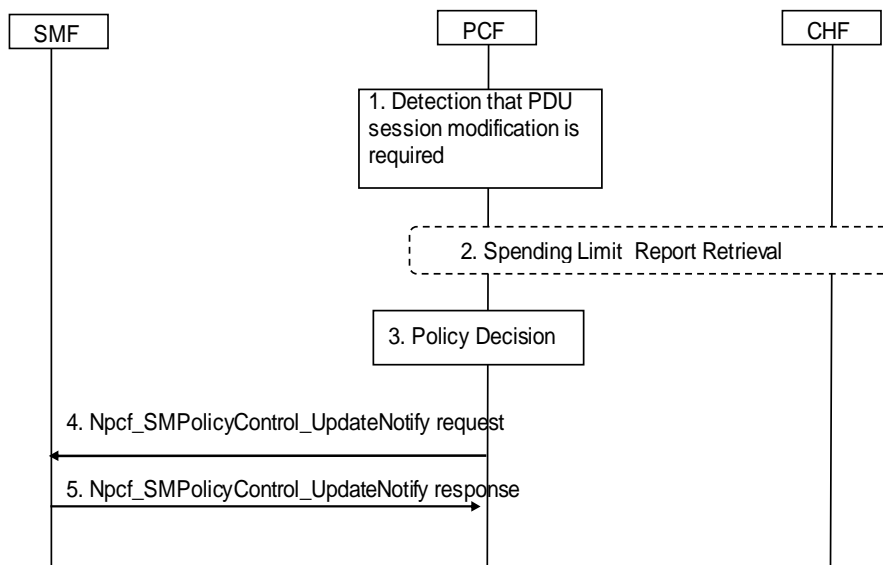 SMF
PCF
CHF
1. Detection that PDU
session modification is
required
2. Spending Limit Report Retrieval
3. Policy Decision
4. Npcf_SMPolicyControl_UpdateNotify request
5. Npcf_SMPolicyControl_UpdateNotify response